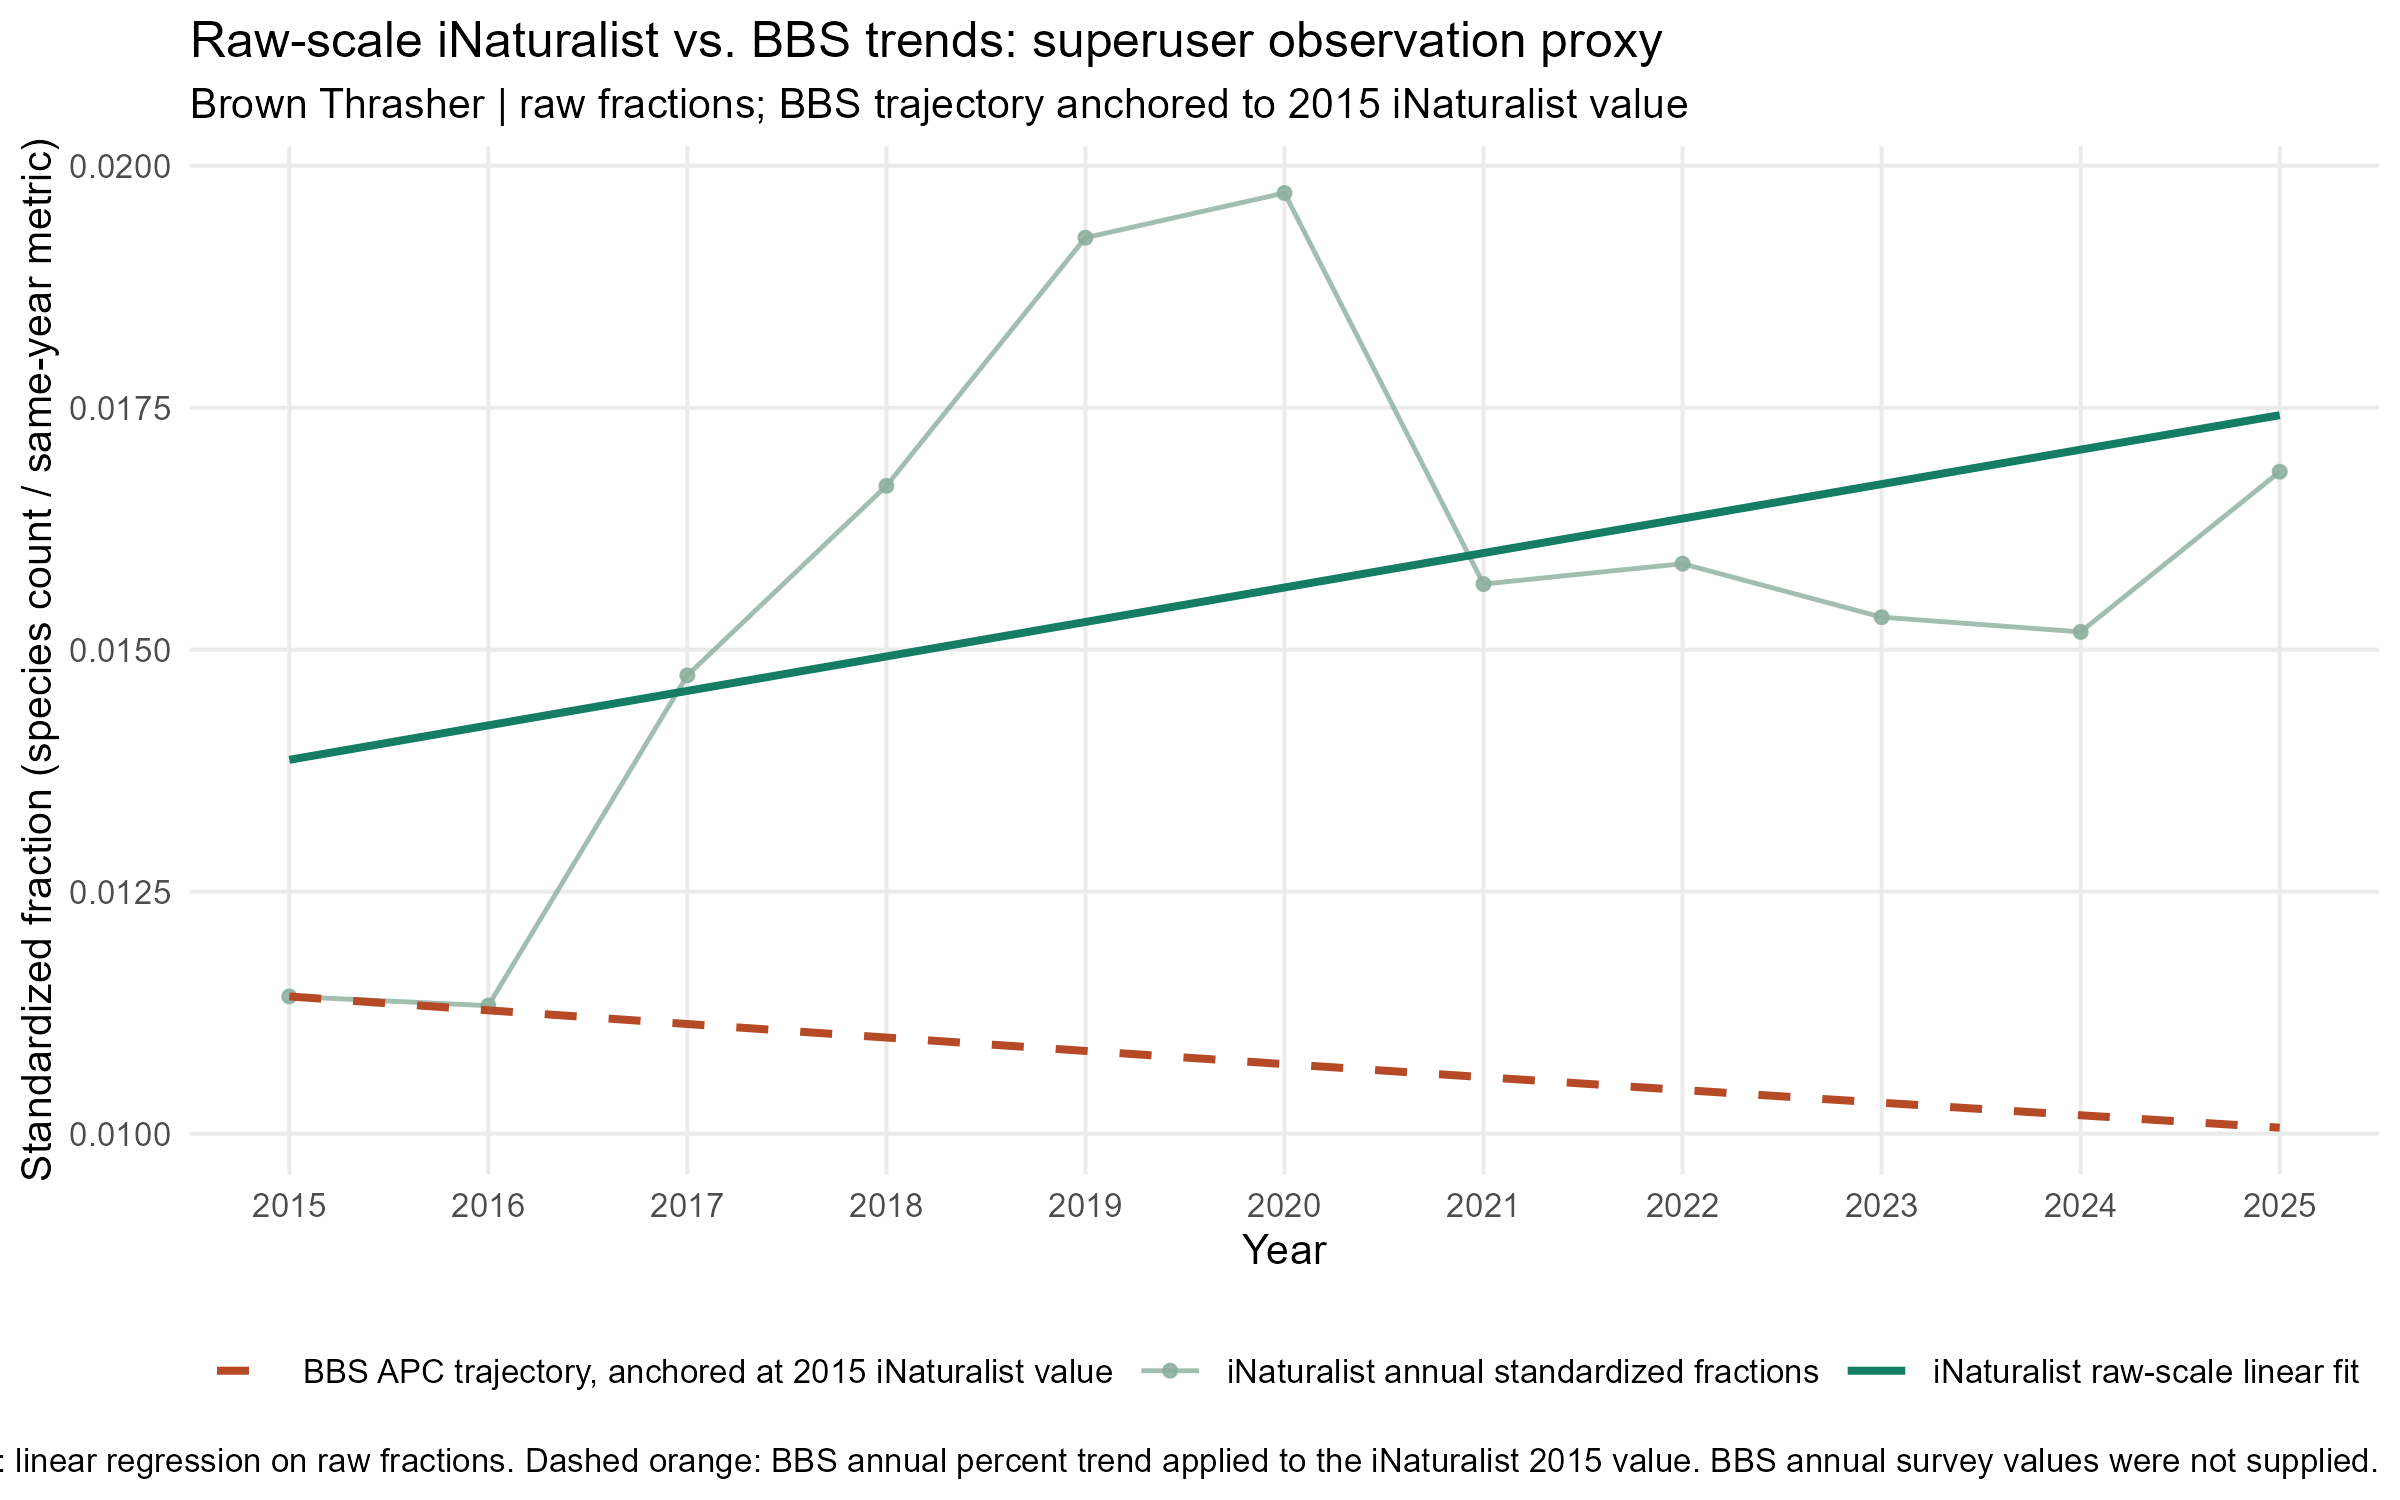 Raw-scale iNaturalist vs. BBS trends: superuser observation proxy
Brown Thrasher | raw fractions; BBS trajectory anchored to 2015 iNaturalist value
Standardized fraction (species count / same-year metric)
0.0200
0.0175
0.0150
0.0125
0.0100
2015 2016 2017 2018 2019 2020 2021 2022 2023 2024 2025
Year
BBS APC trajectory, anchored at 2015 iNaturalist value iNaturalist annual standardized fractions iNaturalist raw-scale linear fit
: linear regression on raw fractions. Dashed orange: BBS annual percent trend applied to the iNaturalist 2015 value. BBS annual survey values were not supplied.